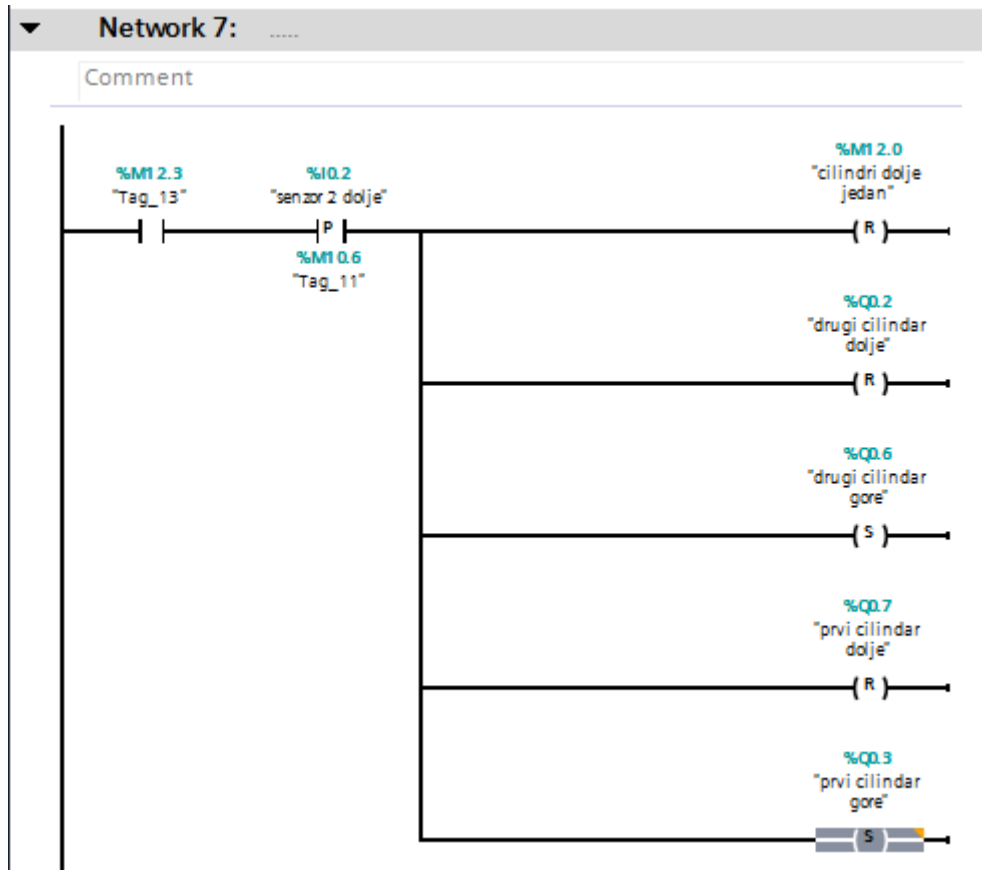 Network 7: .....
Comment
%M12.3
"Tag_13"
%I0.2
"senzor 2 dolje"
P
%M10.6
"Tag_11"
%M12.0
"cilindri dolje
jedan"
R
%Q0.2
"drugi cilindar
dolje"
R
%Q0.6
"drugi cilindar
gore"
S
%Q0.7
"prvi cilindar
dolje"
R
%Q0.3
"prvi cilindar
gore"
S